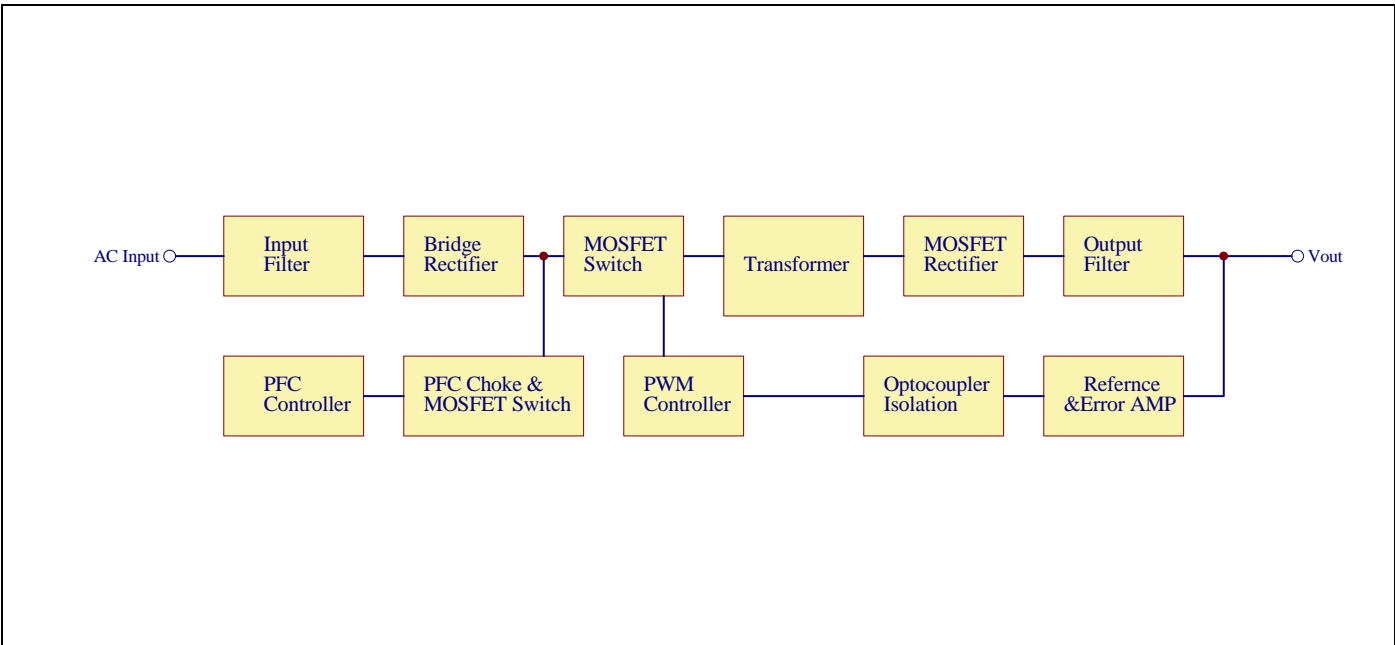 AC Input
Input
Filter
Bridge
Rectifier
MOSFET
Switch
Transformer
MOSFET
Rectifier
Output
Filter
Vout
PFC
Controller
PFC Choke &
MOSFET Switch
PWM
Controller
Optocoupler
Isolation
Refernce
&Error AMP